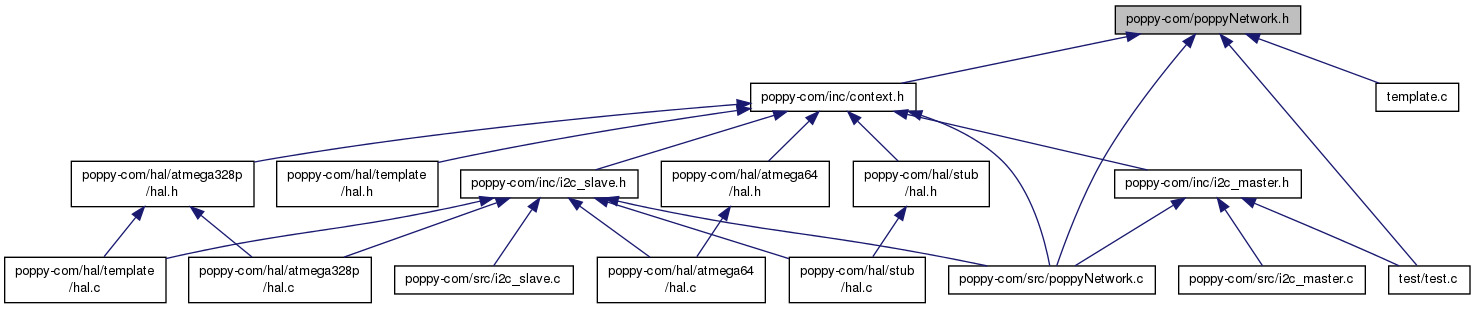 poppy-com/poppyNetwork.h
poppy-com/inc/context.h
template.c
poppy-com/hal/atmega328p
/hal.h
poppy-com/hal/template
/hal.h
poppy-com/inc/i2c_slave.h
poppy-com/hal/atmega64
/hal.h
poppy-com/hal/stub
/hal.h
poppy-com/inc/i2c_master.h
poppy-com/hal/template
/hal.c
poppy-com/hal/atmega328p
/hal.c
poppy-com/src/i2c_slave.c
poppy-com/hal/atmega64
/hal.c
poppy-com/hal/stub
/hal.c
poppy-com/src/poppyNetwork.c
poppy-com/src/i2c_master.c
test/test.c